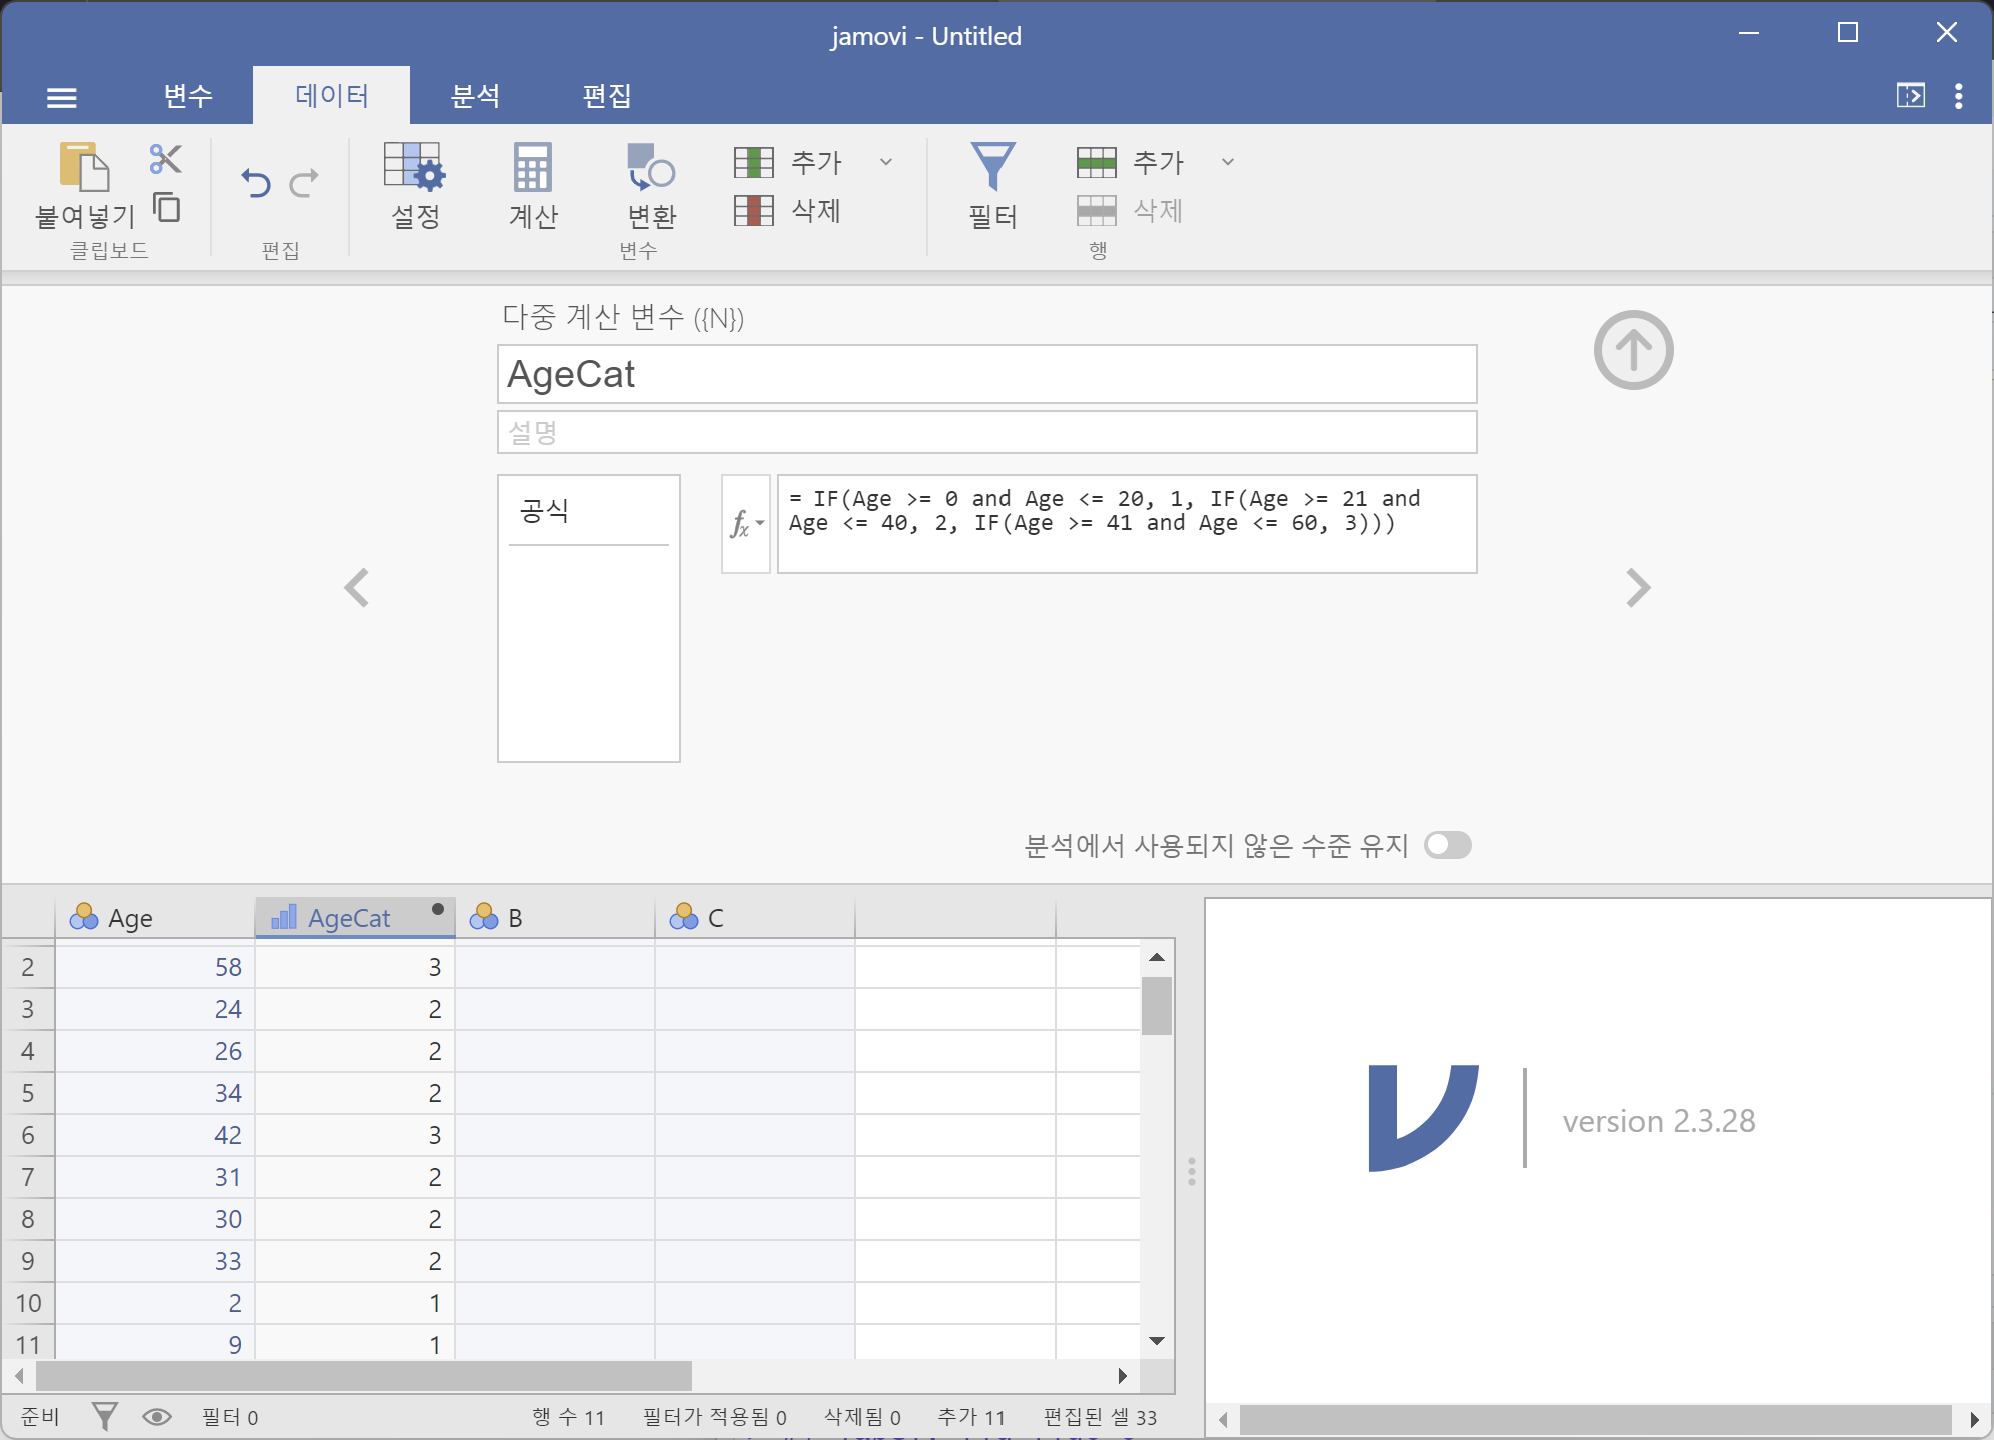 jamovi - Untitled
변수 데이터 분석 편집
붙여넣기 설정 계산 변환 추가 삭제 필터 추가 삭제
클립보드 편집 변수 행
다중 계산 변수 ({N})
AgeCat
설명
공식
= IF(Age >= 0 and Age <= 20, 1, IF(Age >= 21 and
Age <= 40, 2, IF(Age >= 41 and Age <= 60, 3)))
분석에서 사용되지 않은 수준 유지
Age AgeCat B C
2 58 3
3 24 2
4 26 2
5 34 2
6 42 3
7 31 2
8 30 2
9 33 2
10 2 1
11 9 1
version 2.3.28
준비 필터 0 행 수 11 필터가 적용됨 0 삭제됨 0 추가 11 편집된 셀 33